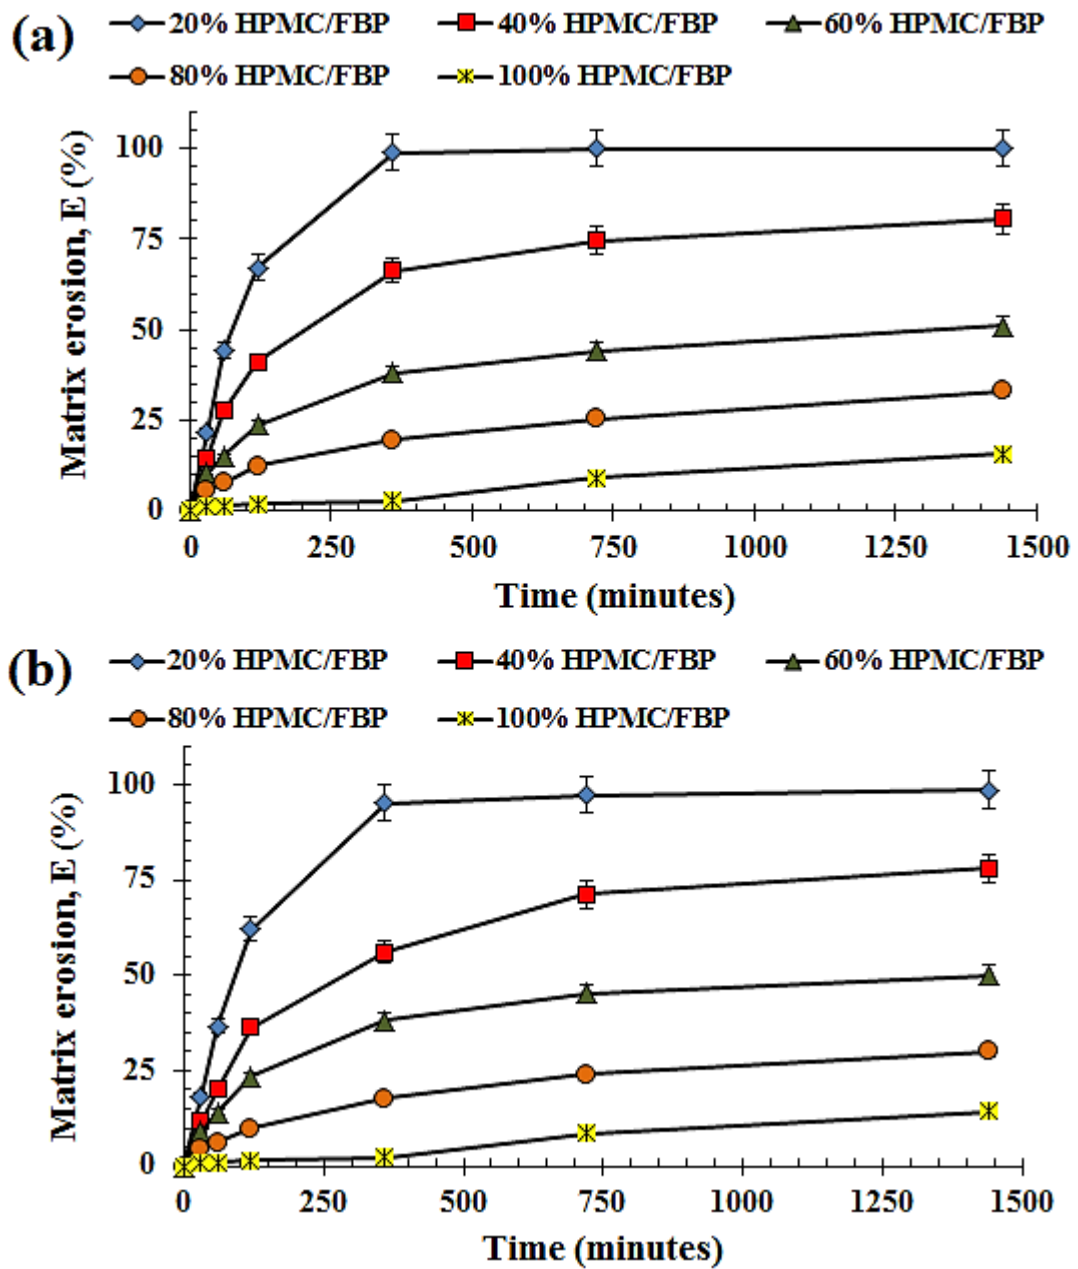 (a)
20% HPMC/FBP 40% HPMC/FBP 60% HPMC/FBP
80% HPMC/FBP 100% HPMC/FBP
Matrix erosion, E (%)
100
75
50
25
0
0 250 500 750 1000 1250 1500
Time (minutes)
(b)
20% HPMC/FBP 40% HPMC/FBP 60% HPMC/FBP
80% HPMC/FBP 100% HPMC/FBP
Matrix erosion, E (%)
100
75
50
25
0
0 250 500 750 1000 1250 1500
Time (minutes)